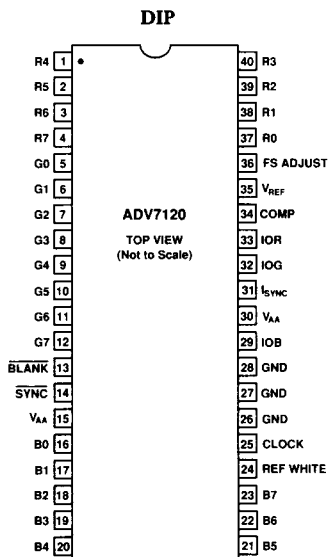 DIP
R4 1 40 R3
R5 2 39 R2
R6 3 38 R1
R7 4 37 R0
G0 5 36 FS ADJUST
G1 6 35 VREF
G2 7 ADV7120 34 COMP
G3 8 TOP VIEW 33 IOR
G4 9 (Not to Scale) 32 IOG
G5 10 31 ISYNC
G6 11 30 VAA
G7 12 29 IOB
BLANK 13 28 GND
SYNC 14 27 GND
VAA 15 26 GND
B0 16 25 CLOCK
B1 17 24 REF WHITE
B2 18 23 B7
B3 19 22 B6
B4 20 21 B5